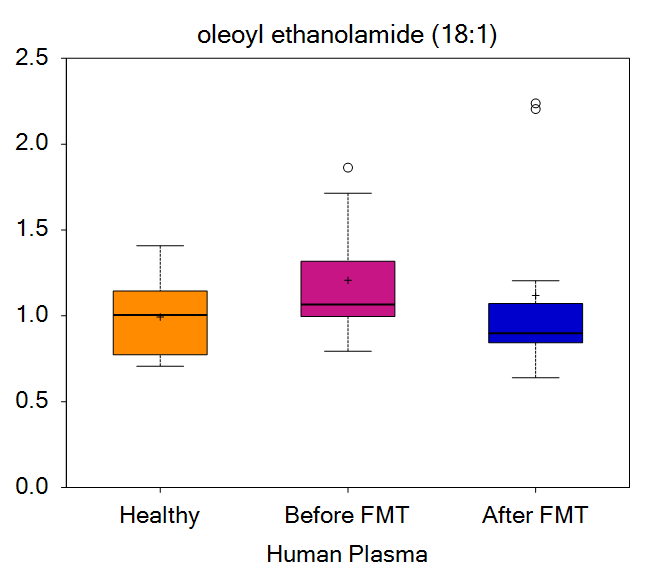 oleoyl ethanolamide (18:1)
2.5
2.0
1.5
1.0
0.5
0.0
Healthy Before FMT After FMT
Human Plasma